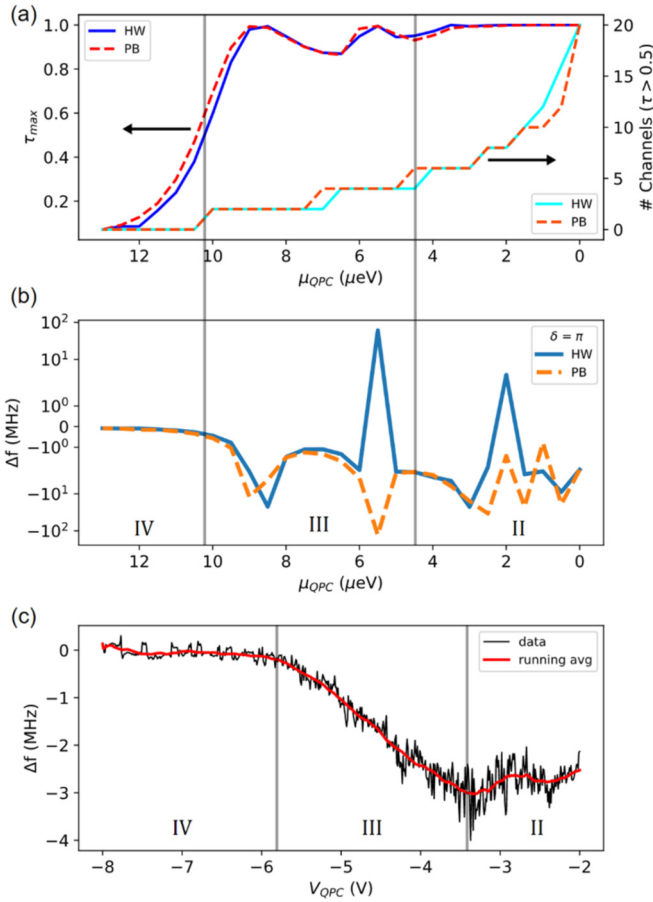 (a)
1.0
0.8
0.6
0.4
0.2
τmax
HW
PB
20
15
10
5
0
# Channels (τ > 0.5)
HW
PB
12 10 8 6 4 2 0
μQPC (μeV)
(b)
10²
10¹
10⁰
0
−10⁰
−10¹
−10²
Δf (MHz)
δ = π
HW
PB
IV III II
12 10 8 6 4 2 0
μQPC (μeV)
(c)
0
−1
−2
−3
−4
Δf (MHz)
data
running avg
IV III II
−8 −7 −6 −5 −4 −3 −2
VQPC (V)